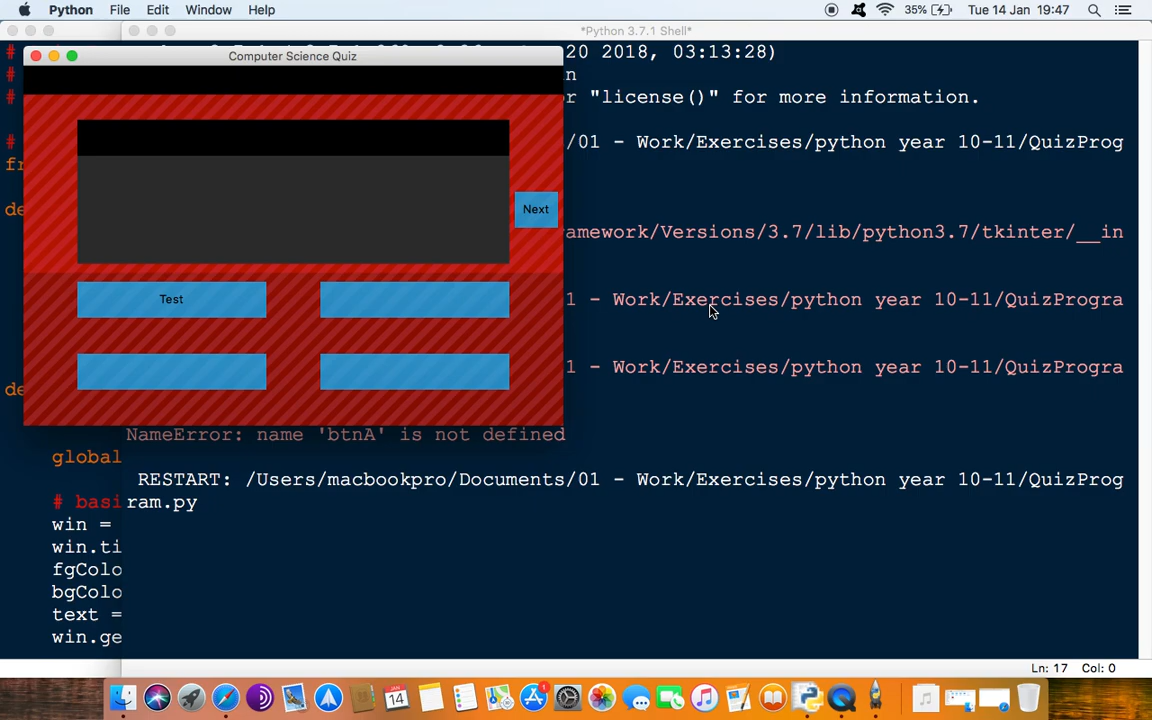 Python File Edit Window Help 35% Tue 14 Jan 19:47
*Python 3.7.1 Shell*
Computer Science Quiz
20 2018, 03:13:28)
#
#
n
#
r "license()" for more information.
#
/01 - Work/Exercises/python year 10-11/QuizProg
fr
Next
de
amework/Versions/3.7/lib/python3.7/tkinter/__in
Test
1 - Work/Exercises/python year 10-11/QuizProgra
1 - Work/Exercises/python year 10-11/QuizProgra
de
NameError: name 'btnA' is not defined
global
RESTART: /Users/macbookpro/Documents/01 - Work/Exercises/python year 10-11/QuizProg
# basi
ram.py
win =
win.ti
fgColo
bgColo
text =
win.ge
Ln: 17 Col: 0